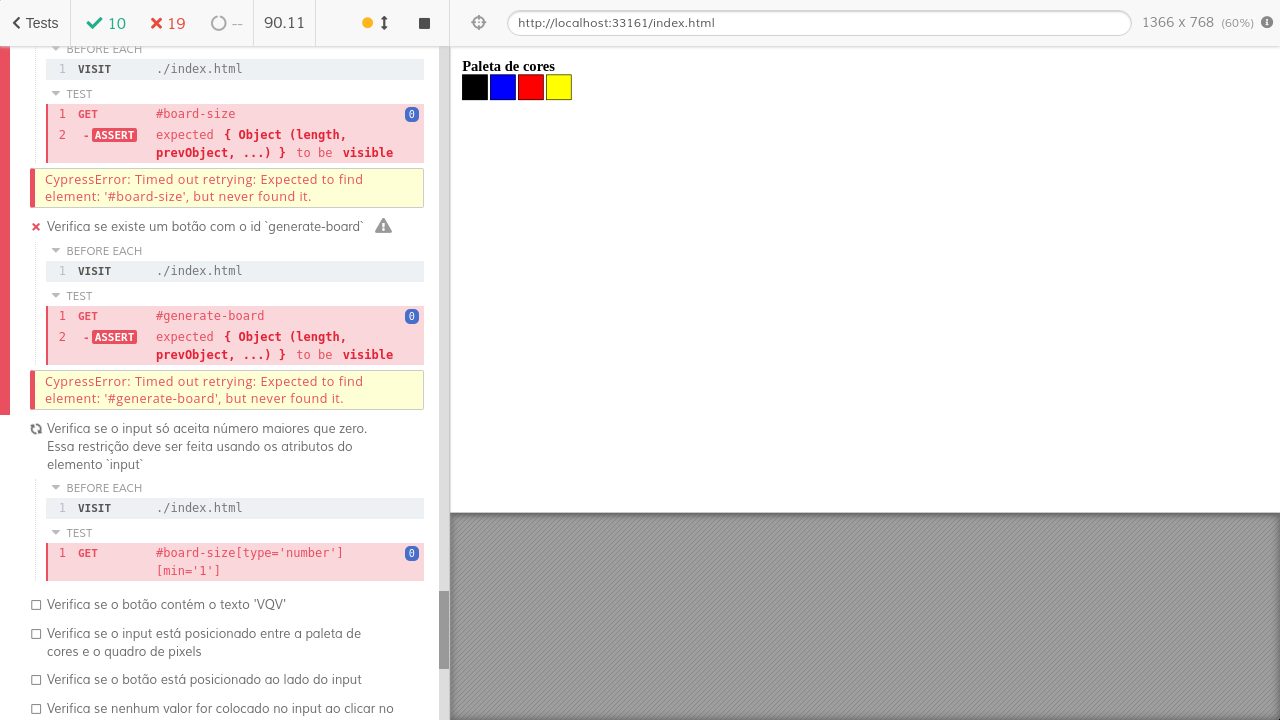 Tests 10 19 -- 90.11
http://localhost:33161/index.html 1366 x 768 (60%)
BEFORE EACH
1 VISIT ./index.html
TEST
1 GET #board-size 0
2 -ASSERT expected { Object (length,
prevObject, ...) } to be visible
CypressError: Timed out retrying: Expected to find
element: '#board-size', but never found it.
Verifica se existe um botão com o id `generate-board`
BEFORE EACH
1 VISIT ./index.html
TEST
1 GET #generate-board 0
2 -ASSERT expected { Object (length,
prevObject, ...) } to be visible
CypressError: Timed out retrying: Expected to find
element: '#generate-board', but never found it.
Verifica se o input só aceita número maiores que zero.
Essa restrição deve ser feita usando os atributos do
elemento `input`
BEFORE EACH
1 VISIT ./index.html
TEST
1 GET #board-size[type='number'] 0
[min='1']
Verifica se o botão contém o texto 'VQV'
Verifica se o input está posicionado entre a paleta de
cores e o quadro de pixels
Verifica se o botão está posicionado ao lado do input
Verifica se nenhum valor for colocado no input ao clicar no
Paleta de cores